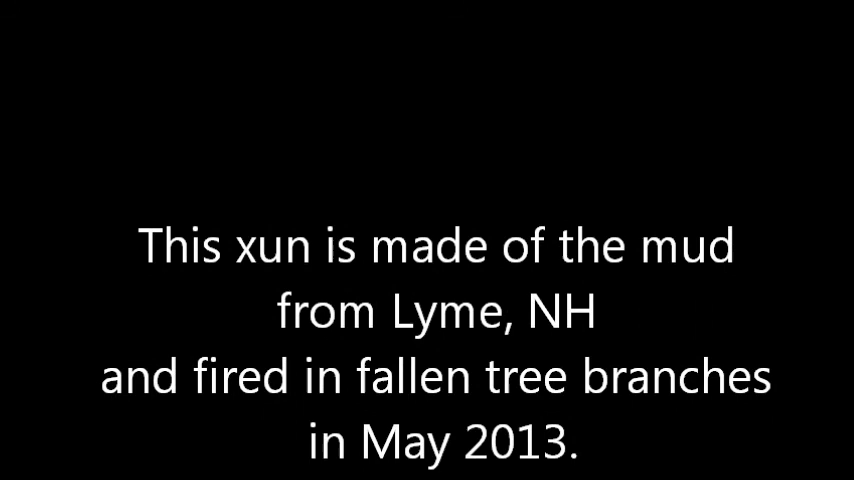 This xun is made of the mud
from Lyme, NH
and fired in fallen tree branches
in May 2013.